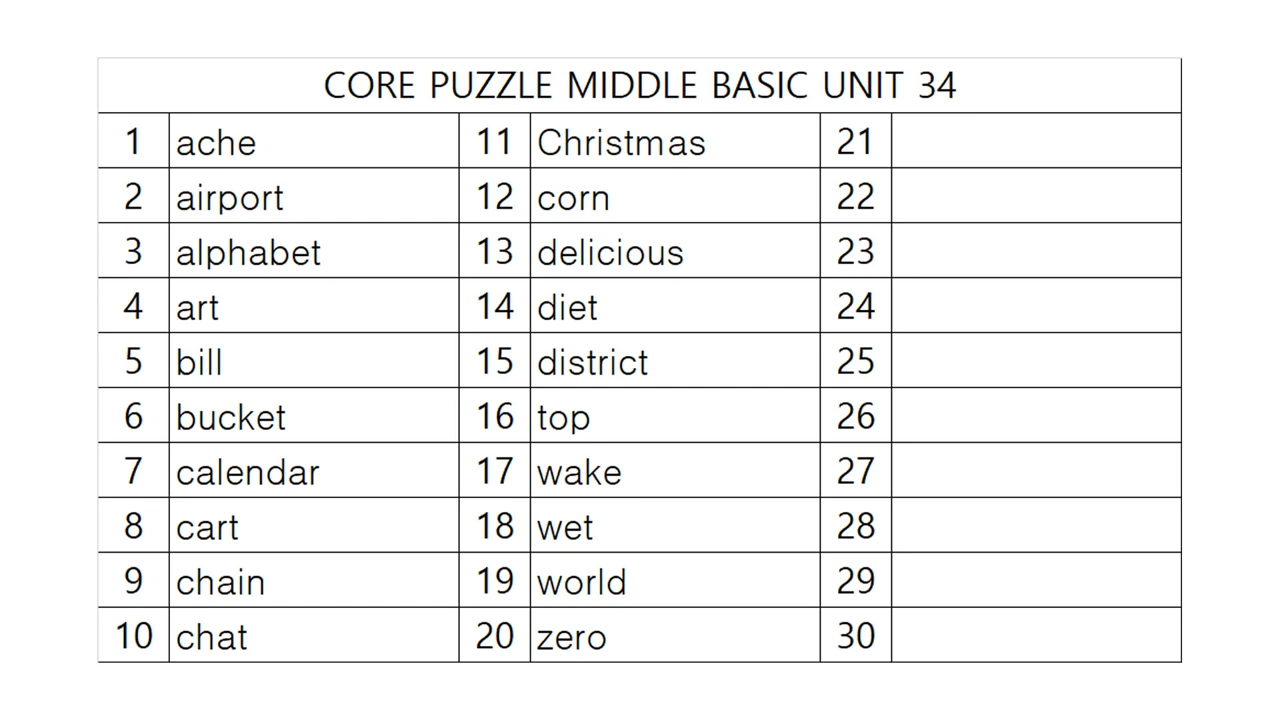 CORE PUZZLE MIDDLE BASIC UNIT 34
1 ache 11 Christmas 21
2 airport 12 corn 22
3 alphabet 13 delicious 23
4 art 14 diet 24
5 bill 15 district 25
6 bucket 16 top 26
7 calendar 17 wake 27
8 cart 18 wet 28
9 chain 19 world 29
10 chat 20 zero 30